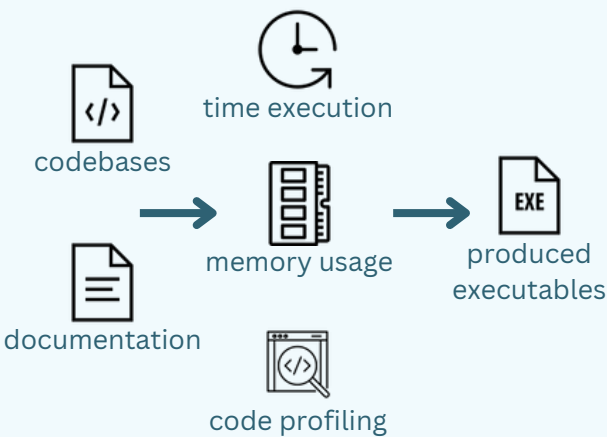 </>
codebases
documentation
time execution
memory usage
</>
code profiling
EXE
produced
executables